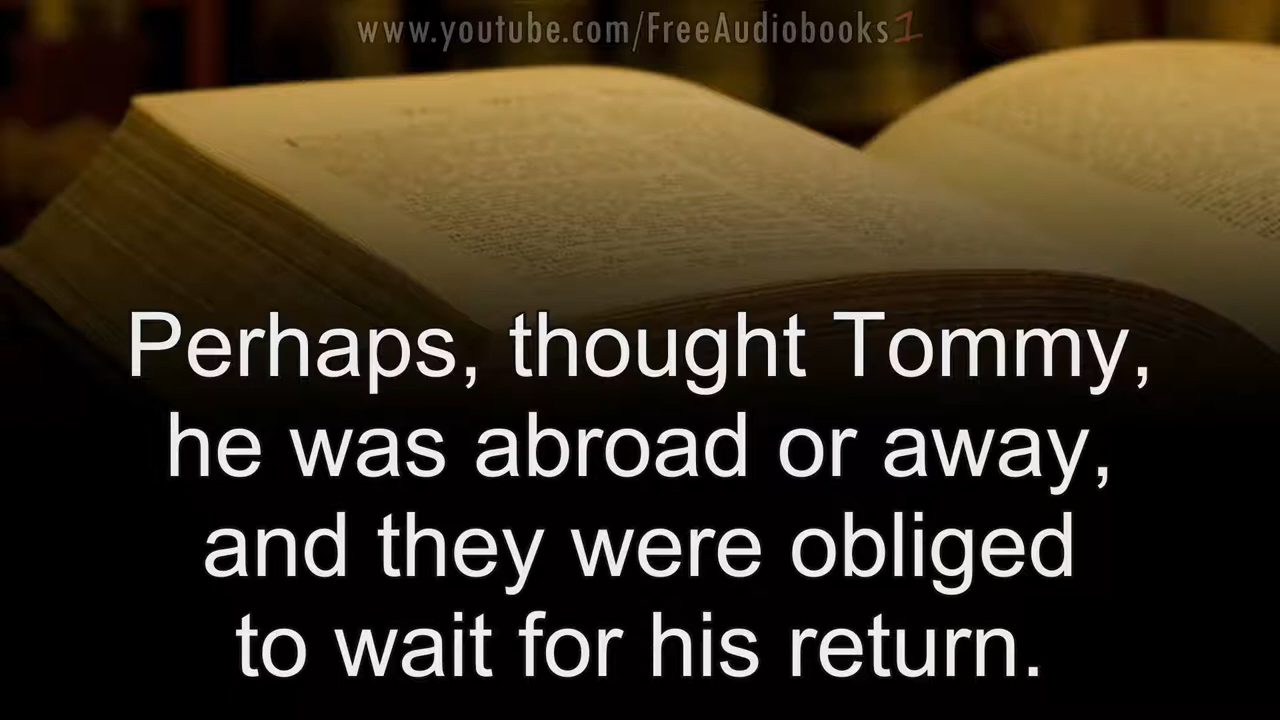 www.youtube.com/FreeAudiobooks1
Perhaps, thought Tommy,
he was abroad or away,
and they were obliged
to wait for his return.